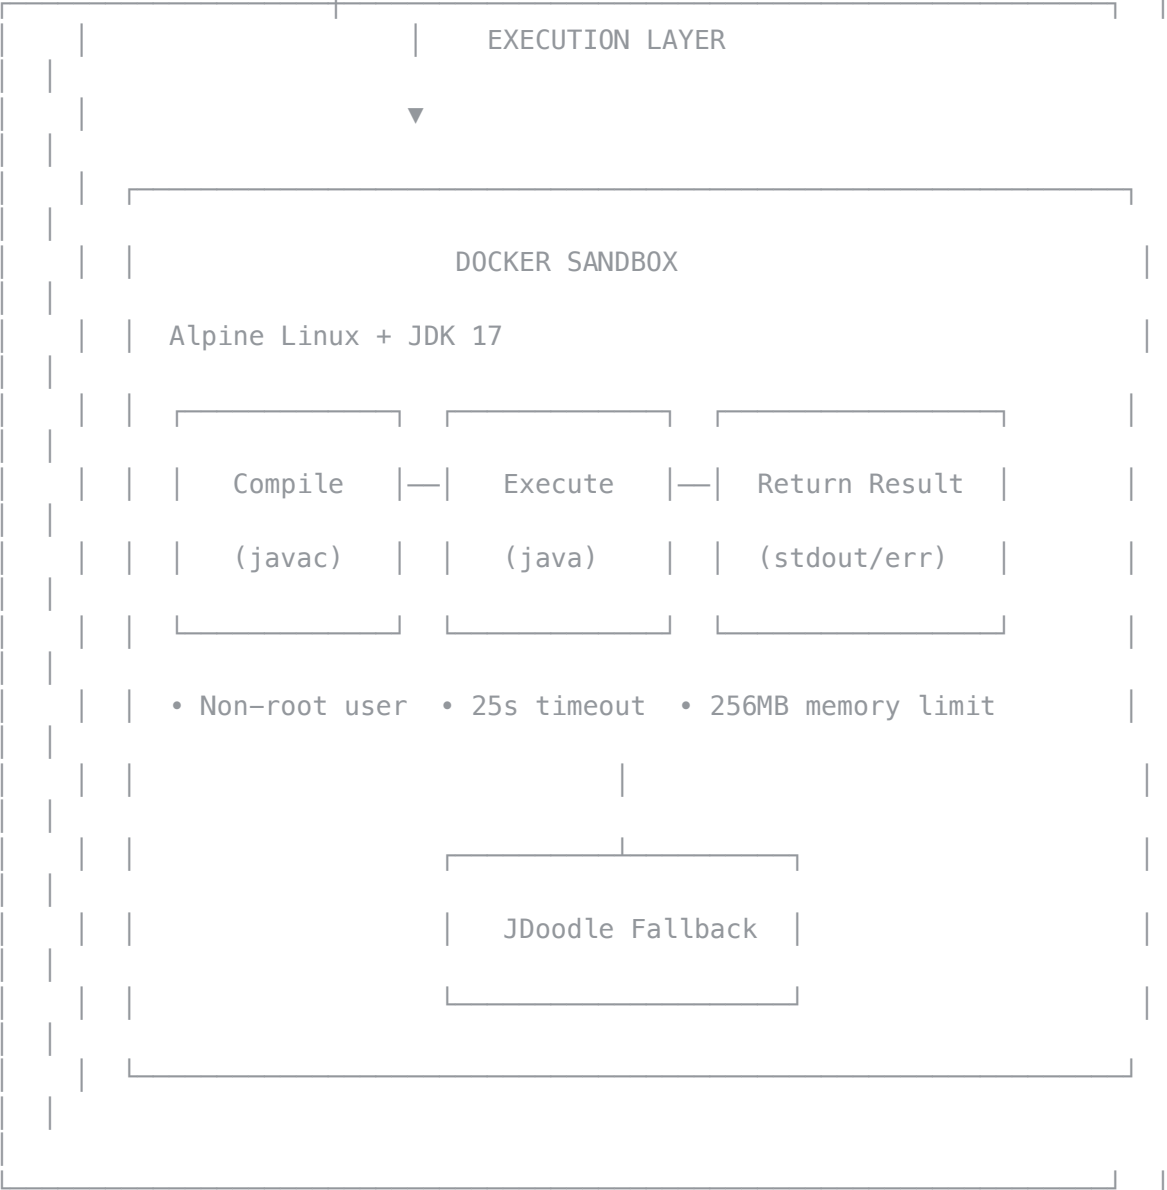 EXECUTION LAYER
▼
DOCKER SANDBOX
Alpine Linux + JDK 17
Compile Execute Return Result
(javac) (java) (stdout/err)
• Non-root user • 25s timeout • 256MB memory limit
JDoodle Fallback